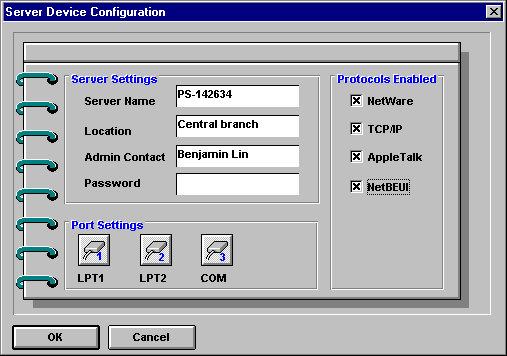 Server Device Configuration
Server Settings
Server Name PS-142634
Location Central branch
Admin Contact Benjamin Lin
Password
Protocols Enabled
NetWare
TCP/IP
AppleTalk
NetBEUI
Port Settings
1 2 3
LPT1 LPT2 COM
OK Cancel